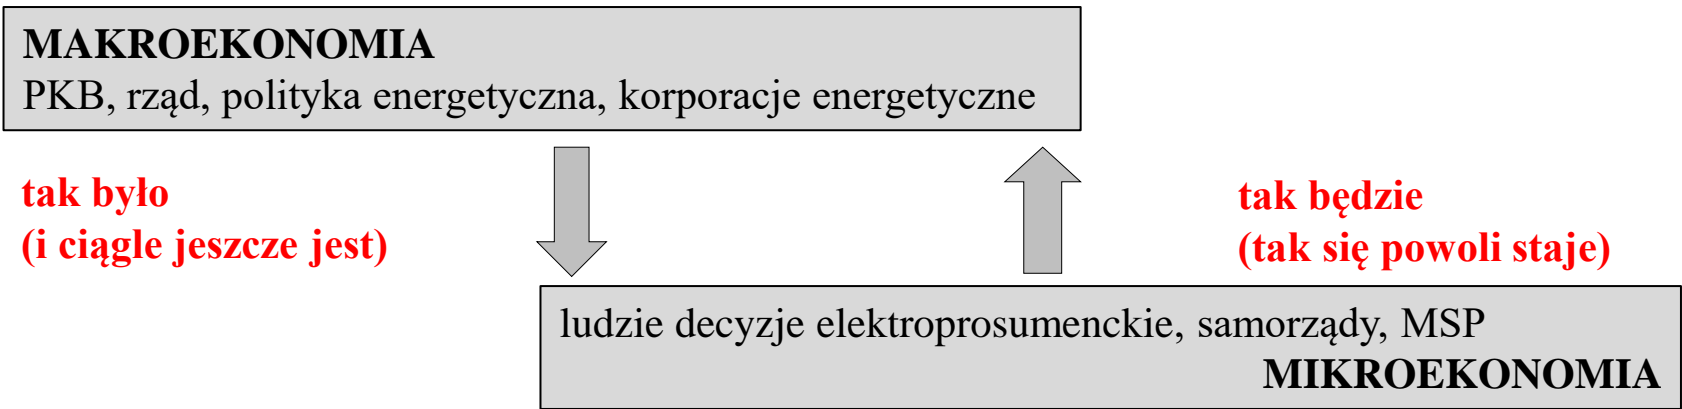 MAKROEKONOMIA
PKB, rząd, polityka energetyczna, korporacje energetyczne
tak było
(i ciągle jeszcze jest)
tak będzie
(tak się powoli staje)
ludzie decyzje elektroprosumenckie, samorządy, MSP
MIKROEKONOMIA